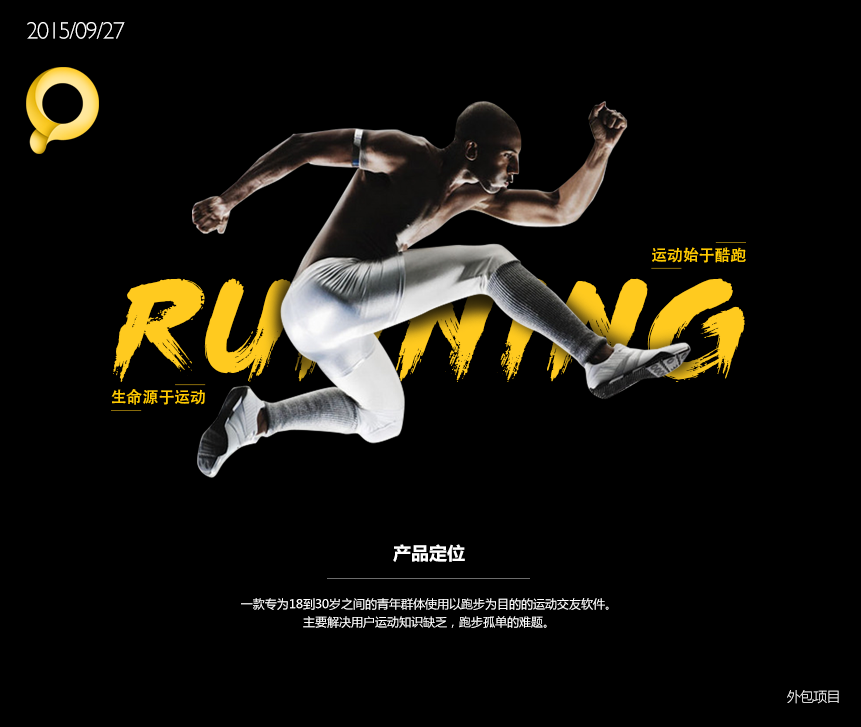 2015/09/27
运动始于酷跑
RUNNING
生命源于运动
产品定位
一款专为18到30岁之间的青年群体使用以跑步为目的的运动交友软件。
主要解决用户运动知识缺乏，跑步孤单的难题。
外包项目